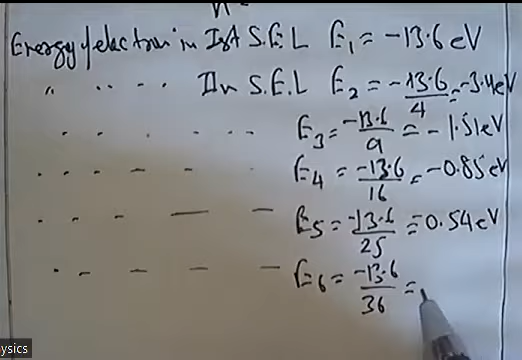 n
Energy of electron in Ist S.E.L E₁ = -13.6 eV
" " - - - - IIn S.E.L E₂ = -13.6/4 = -3.4eV
- - - - - - - E₃ = -13.6/9 = -1.51eV
- - - - - - E₄ = -13.6/16 = -0.85eV
- - - — - E₅ = -13.6/25 = -0.54eV
- - - - - E₆ = -13.6/36 =
ysics